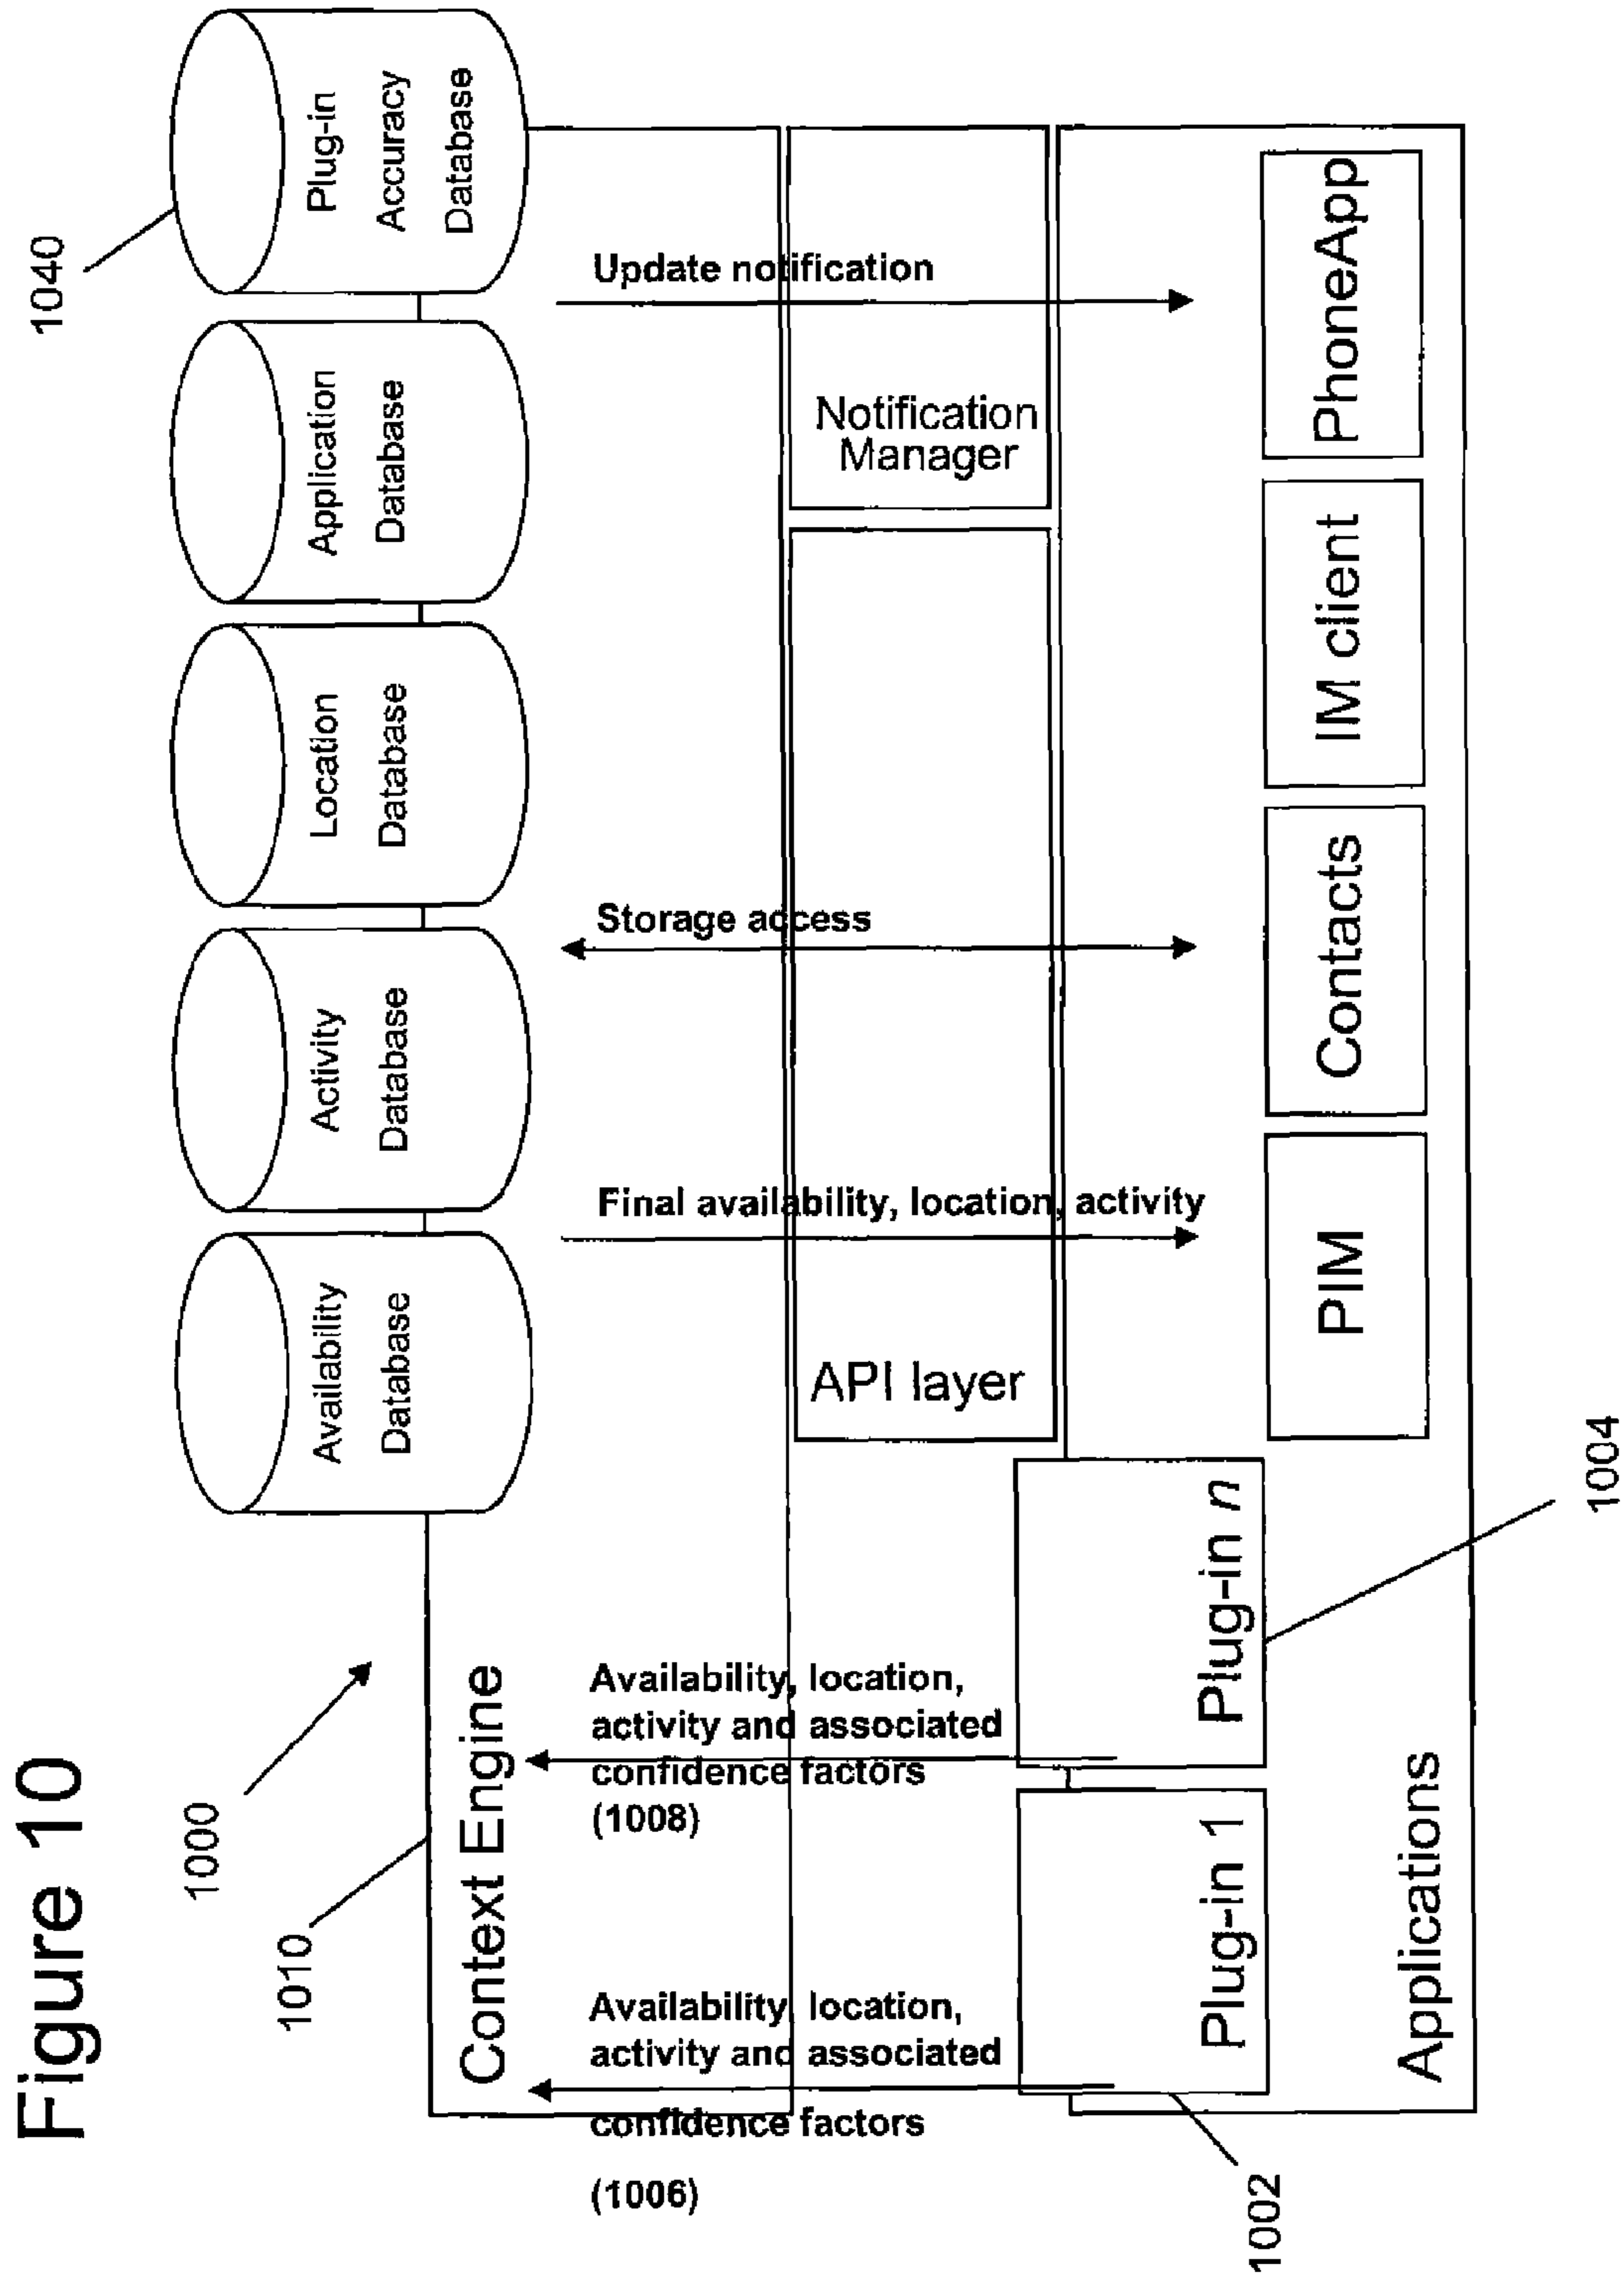 Figure 10
1000
1010
1040
Availability
Database
Activity
Database
Location
Database
Application
Database
Plug-in
Accuracy
Database
Context Engine
Availability, location,
activity and associated
confidence factors
(1006)
Availability, location,
activity and associated
confidence factors
(1008)
Final availability, location, activity
Storage access
Update notification
API layer
Notification
Manager
Plug-in 1
Plug-in n
PIM
Contacts
IM client
PhoneApp
Applications
1002
1004